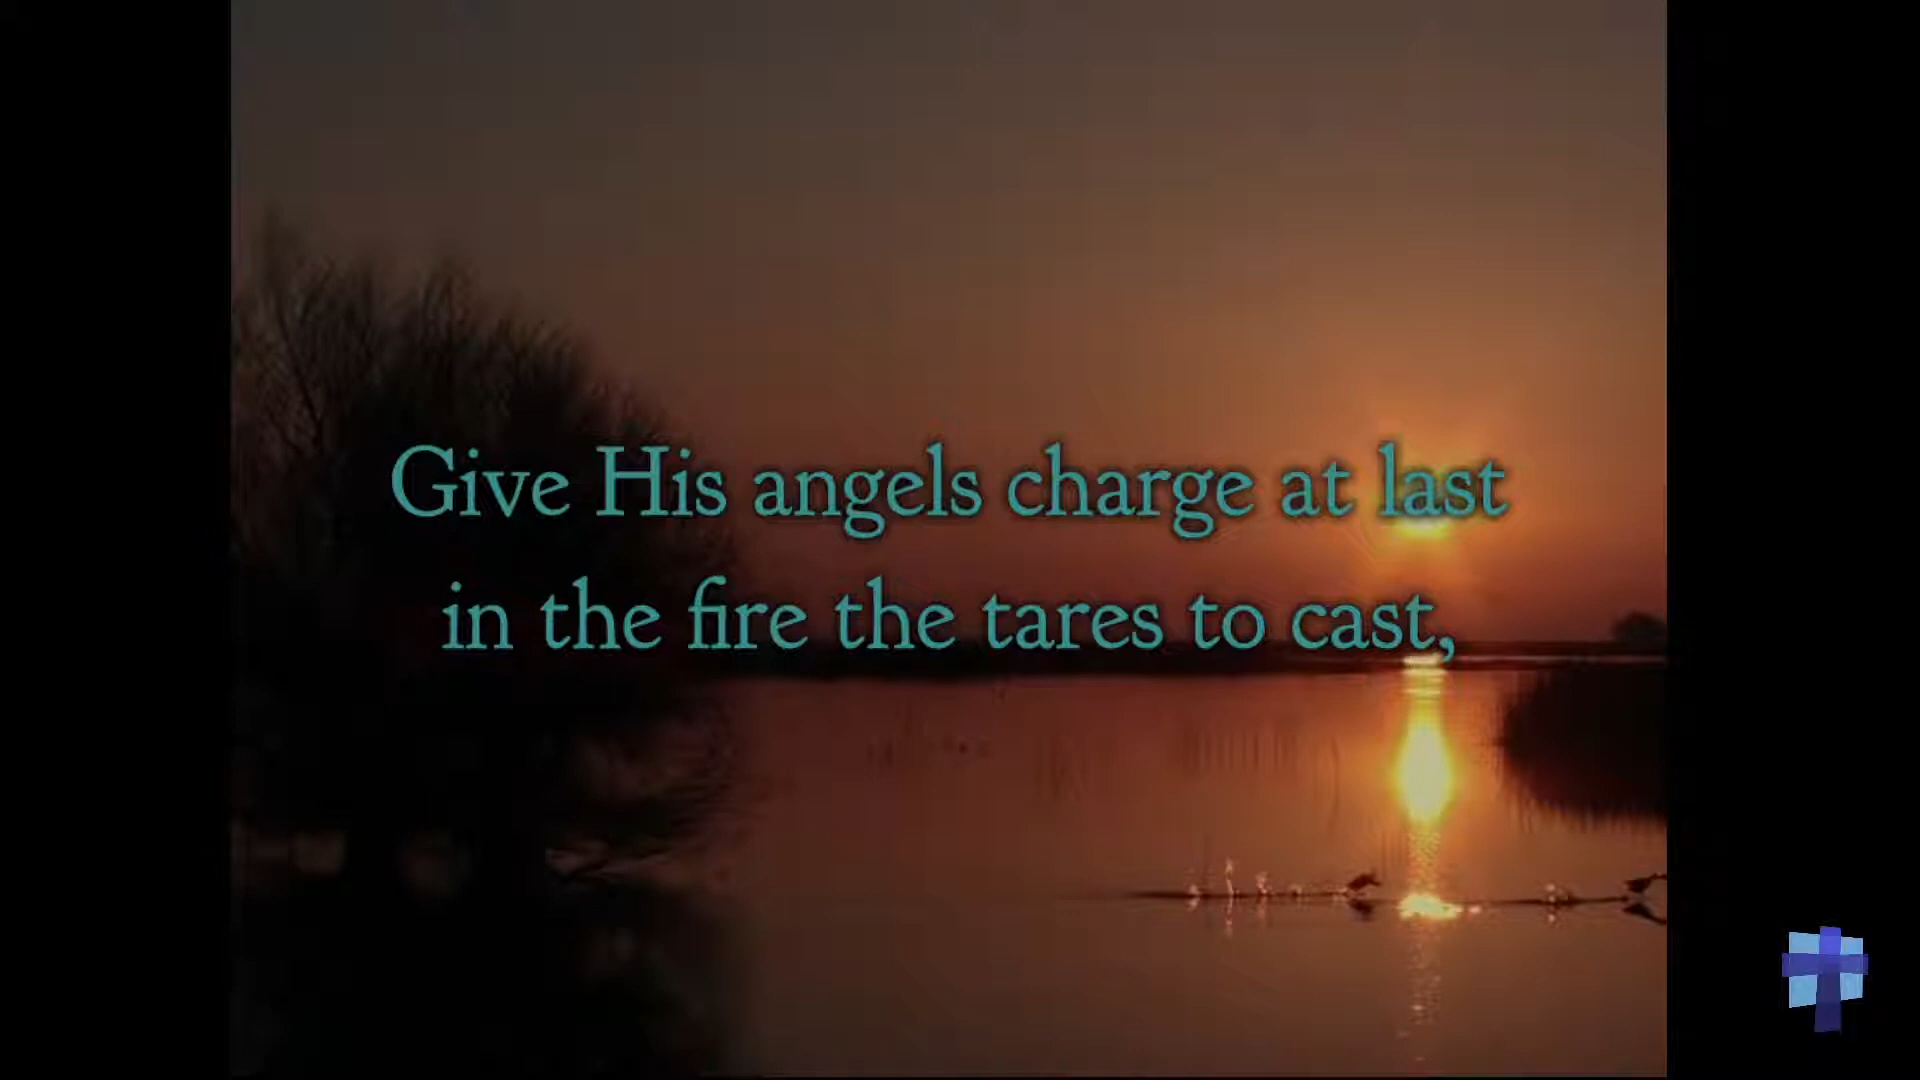 Give His angels charge at last
in the fire the tares to cast,